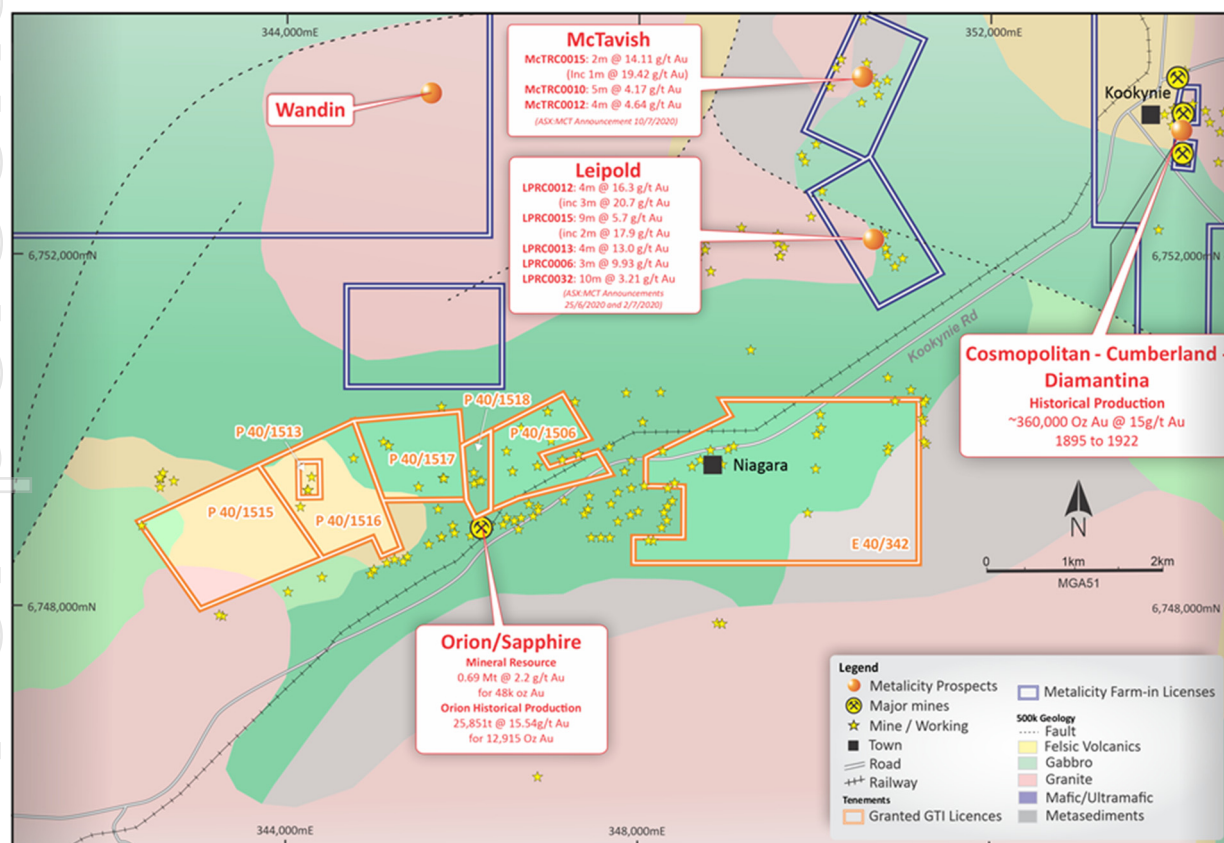 344,000mE
352,000mE
McTavish
McTRC0015: 2m @ 14.11 g/t Au
(Inc 1m @ 19.42 g/t Au)
McTRC0010: 5m @ 4.17 g/t Au
McTRC0012: 4m @ 4.64 g/t Au
(ASX:MCT Announcement 10/7/2020)
Wandin
Kookynie
Leipold
LPRC0012: 4m @ 16.3 g/t Au
(inc 3m @ 20.7 g/t Au
LPRC0015: 9m @ 5.7 g/t Au
(inc 2m @ 17.9 g/t Au
LPRC0013: 4m @ 13.0 g/t Au
LPRC0006: 3m @ 9.93 g/t Au
LPRC0032: 10m @ 3.21 g/t Au
(ASX:MCT Announcements
25/6/2020 and 2/7/2020)
6,752,000mN
6,752,000mN
Kookynie Rd
Cosmopolitan - Cumberland -
Diamantina
Historical Production
~360,000 Oz Au @ 15g/t Au
1895 to 1922
P 40/1518
P 40/1513
P 40/1506
P 40/1517
Niagara
P 40/1515
P 40/1516
E 40/342
N
0 1km 2km
MGA51
6,748,000mN
6,748,000mN
Orion/Sapphire
Mineral Resource
0.69 Mt @ 2.2 g/t Au
for 48k oz Au
Orion Historical Production
25,851t @ 15.54g/t Au
for 12,915 Oz Au
Legend
Metalicity Prospects
Major mines
Mine / Working
Town
Road
Railway
Tenements
Granted GTI Licences
Metalicity Farm-in Licenses
500k Geology
Fault
Felsic Volcanics
Gabbro
Granite
Mafic/Ultramafic
Metasediments
344,000mE
348,000mE